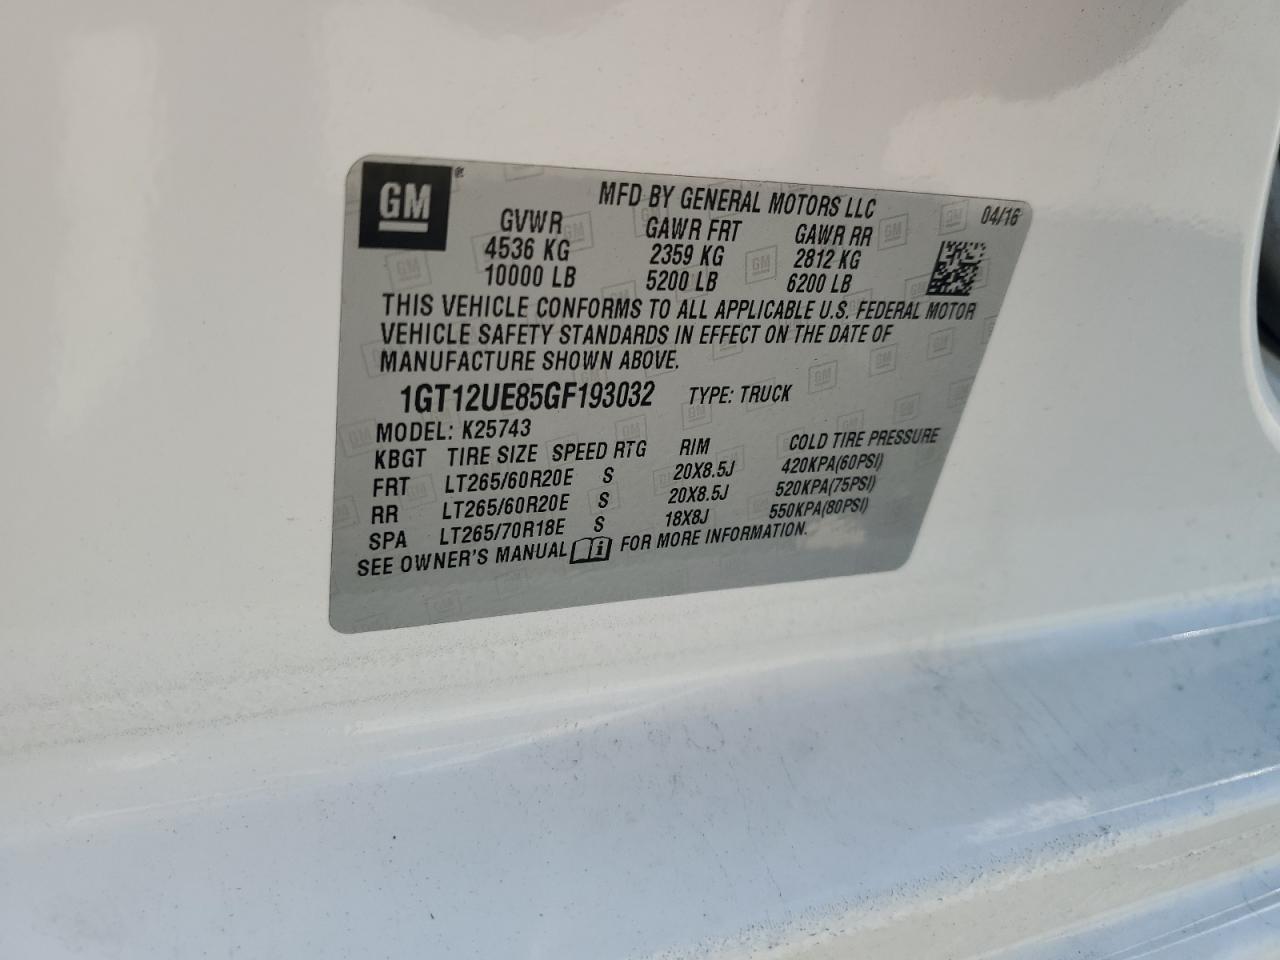 GM®
MFD BY GENERAL MOTORS LLC 04/16
GVWR GAWR FRT GAWR RR
4536 KG 2359 KG 2812 KG
10000 LB 5200 LB 6200 LB
THIS VEHICLE CONFORMS TO ALL APPLICABLE U.S. FEDERAL MOTOR
VEHICLE SAFETY STANDARDS IN EFFECT ON THE DATE OF
MANUFACTURE SHOWN ABOVE.
1GT12UE85GF193032 TYPE: TRUCK
MODEL: K25743
KBGT TIRE SIZE SPEED RTG RIM COLD TIRE PRESSURE
FRT LT265/60R20E S 20X8.5J 420KPA(60PSI)
RR LT265/60R20E S 20X8.5J 520KPA(75PSI)
SPA LT265/70R18E S 18X8J 550KPA(80PSI)
SEE OWNER'S MANUAL FOR MORE INFORMATION.